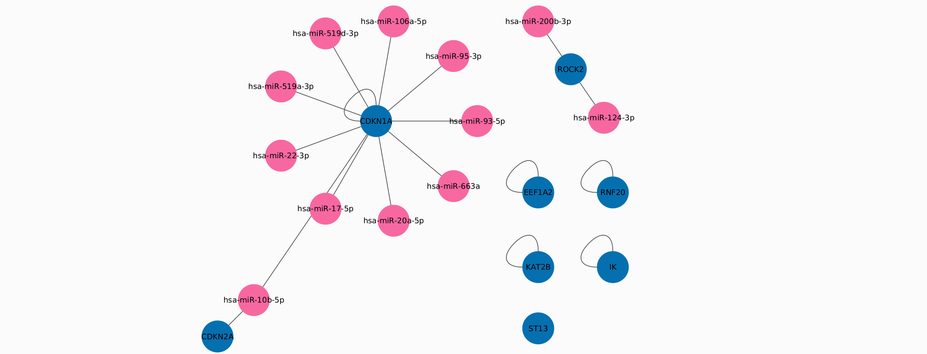 hsa-miR-106a-5p
hsa-miR-200b-3p
hsa-miR-519d-3p
hsa-miR-95-3p
ROCK2
hsa-miR-519a-3p
hsa-miR-124-3p
CDKN1A
hsa-miR-93-5p
hsa-miR-22-3p
hsa-miR-663a
EEF1A2
RNF20
hsa-miR-17-5p
hsa-miR-20a-5p
KAT2B
IK
hsa-miR-10b-5p
ST13
CDKN2A